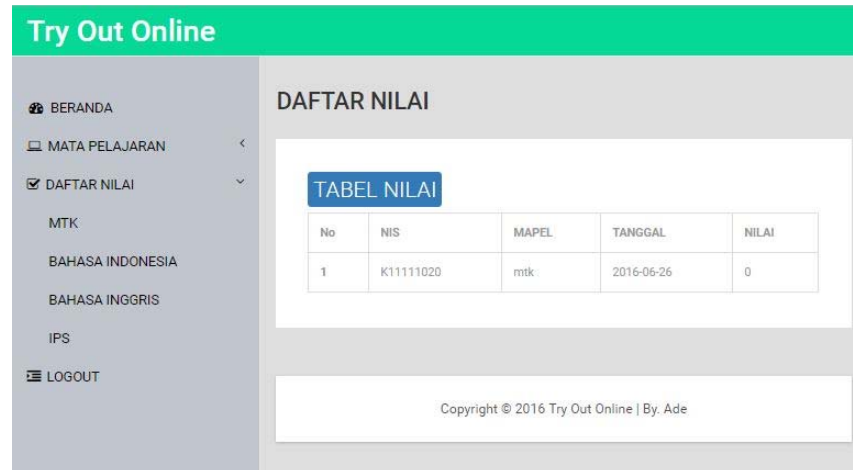 Try Out Online
BERANDA
MATA PELAJARAN
DAFTAR NILAI
MTK
BAHASA INDONESIA
BAHASA INGGRIS
IPS
LOGOUT
DAFTAR NILAI
TABEL NILAI
No NIS MAPEL TANGGAL NILAI
1 K11111020 mtk 2016-06-26 0
Copyright © 2016 Try Out Online | By. Ade